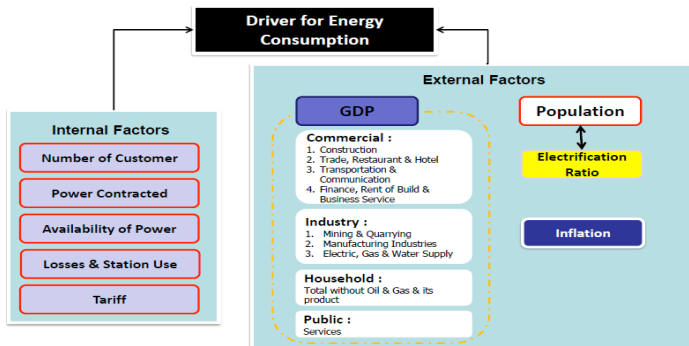 Driver for Energy
Consumption
External Factors
Internal Factors
Number of Customer
Power Contracted
Availability of Power
Losses & Station Use
Tariff
GDP
Commercial :
1. Construction
2. Trade, Restaurant & Hotel
3. Transportation &
Communication
4. Finance, Rent of Build &
Business Service
Industry :
1. Mining & Quarrying
2. Manufacturing Industries
3. Electric, Gas & Water Supply
Household :
Total without Oil & Gas & its
product
Public :
Services
Population
Electrification
Ratio
Inflation